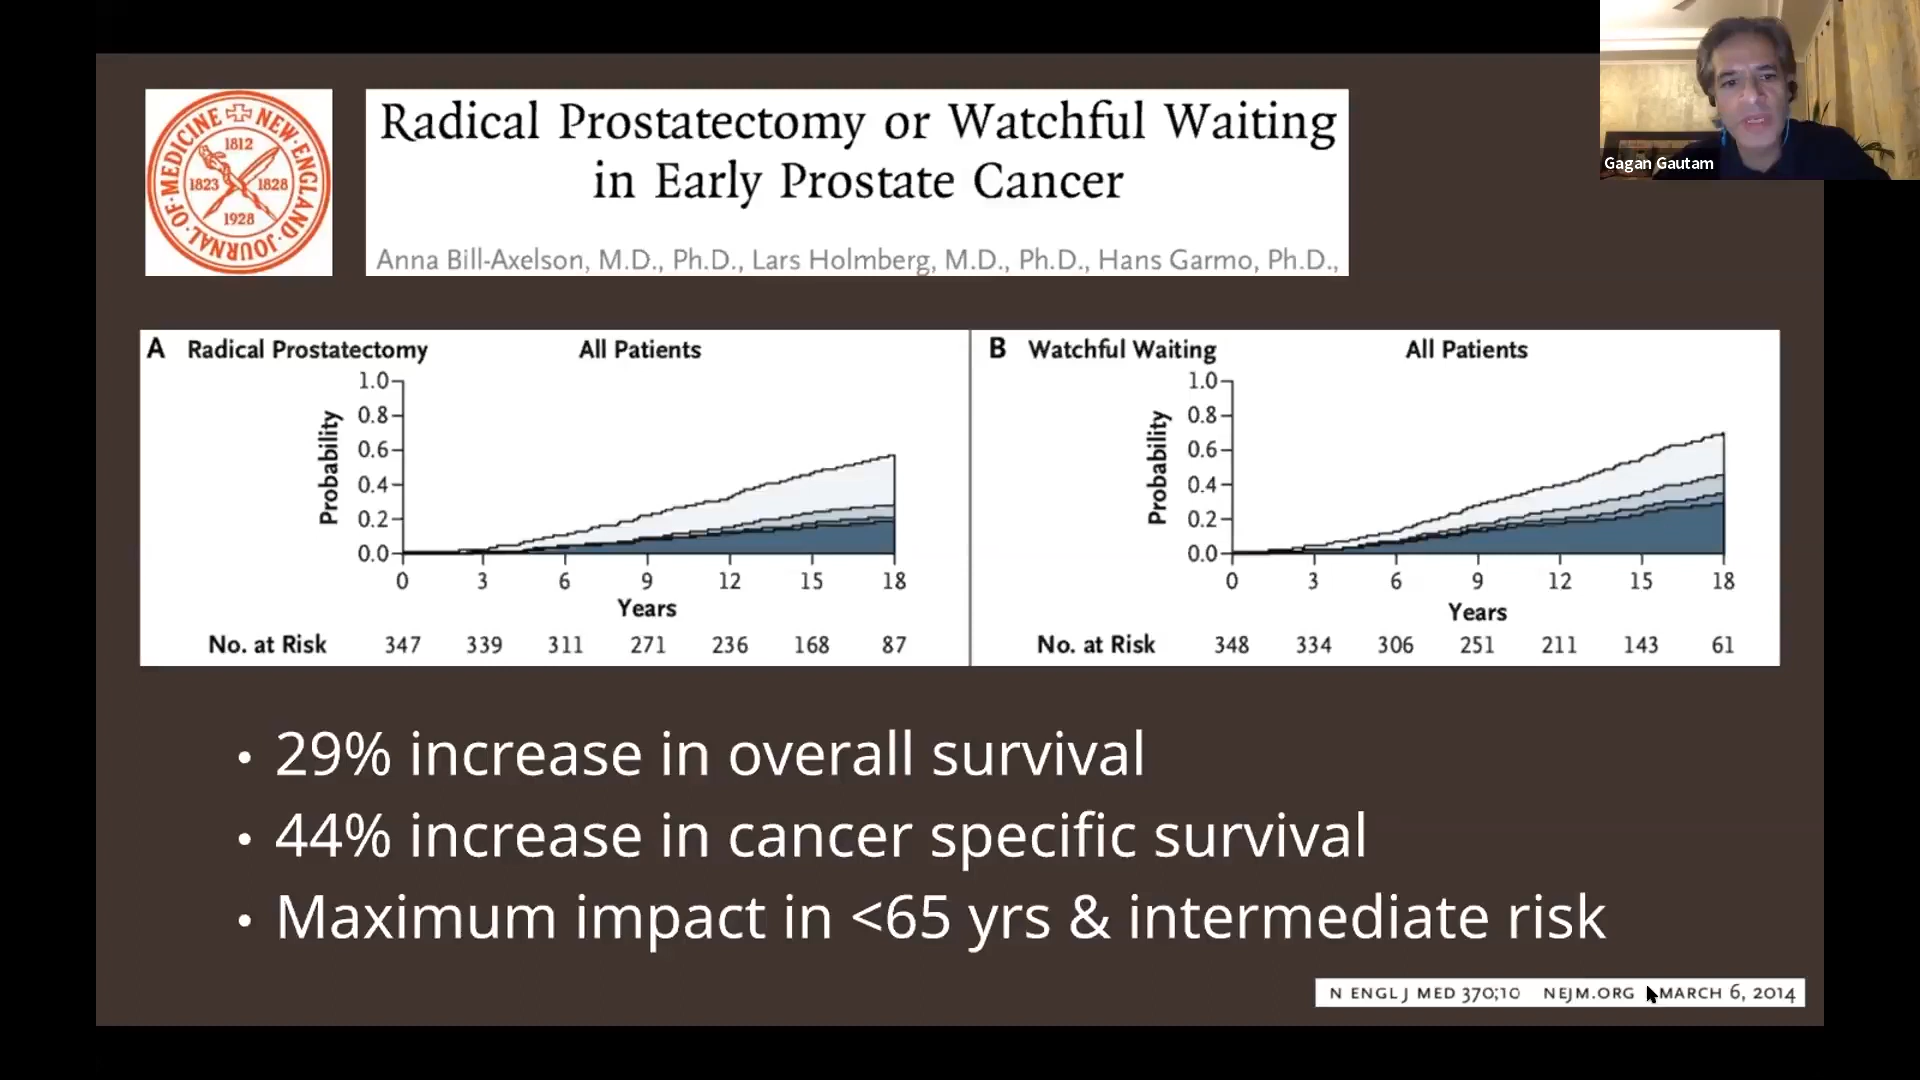 Gagan Gautam
NEW ENGLAND JOURNAL OF MEDICINE
1812
1823 1828
1928
Radical Prostatectomy or Watchful Waiting
in Early Prostate Cancer
Anna Bill-Axelson, M.D., Ph.D., Lars Holmberg, M.D., Ph.D., Hans Garmo, Ph.D.,
A Radical Prostatectomy All Patients
Probability
1.0
0.8
0.6
0.4
0.2
0.0
0 3 6 9 12 15 18
Years
No. at Risk 347 339 311 271 236 168 87
B Watchful Waiting All Patients
Probability
1.0
0.8
0.6
0.4
0.2
0.0
0 3 6 9 12 15 18
Years
No. at Risk 348 334 306 251 211 143 61
• 29% increase in overall survival
• 44% increase in cancer specific survival
• Maximum impact in <65 yrs & intermediate risk
N ENGL J MED 370;10 NEJM.ORG MARCH 6, 2014